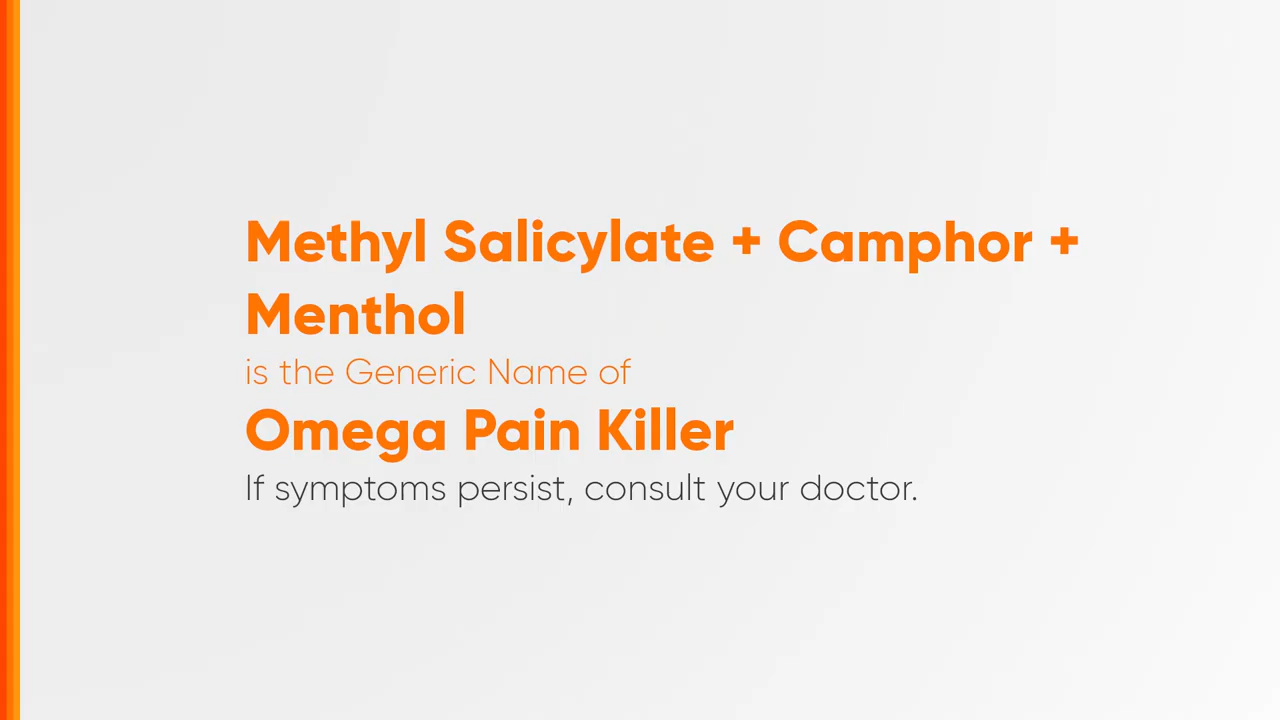 Methyl Salicylate + Camphor +
Menthol
is the Generic Name of
Omega Pain Killer
If symptoms persist, consult your doctor.